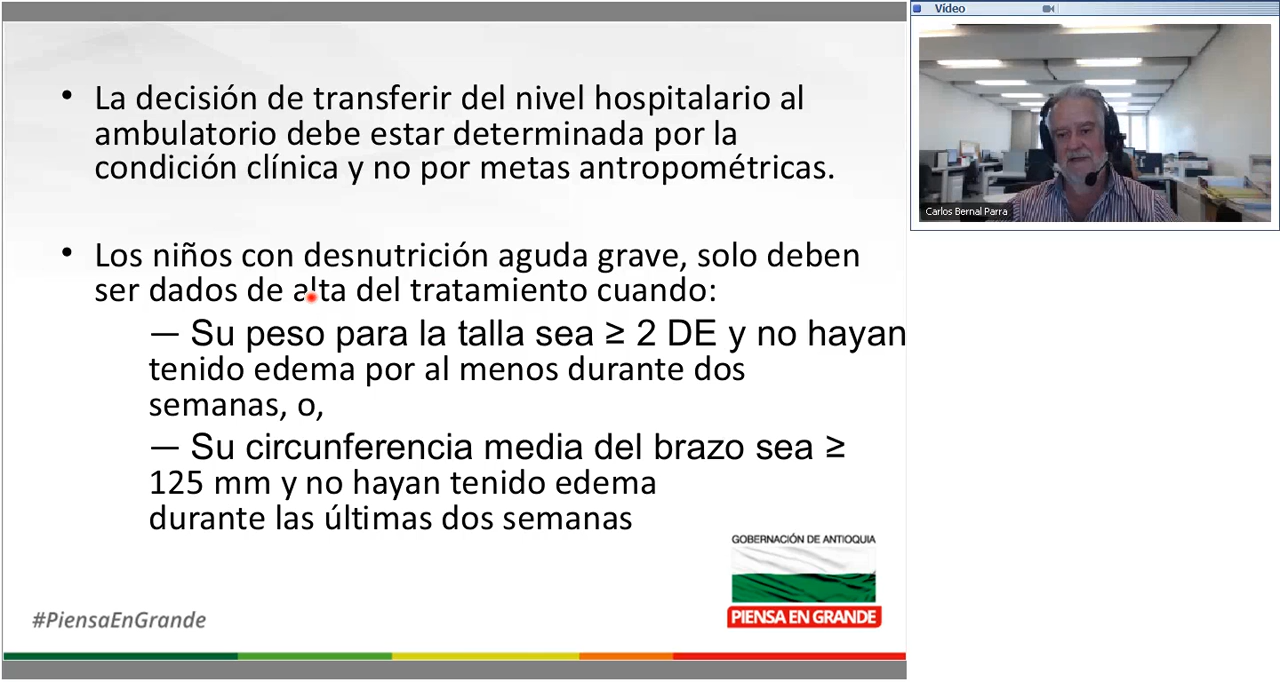 • La decisión de transferir del nivel hospitalario al
ambulatorio debe estar determinada por la
condición clínica y no por metas antropométricas.
• Los niños con desnutrición aguda grave, solo deben
ser dados de alta del tratamiento cuando:
— Su peso para la talla sea ≥ 2 DE y no hayan
tenido edema por al menos durante dos
semanas, o,
— Su circunferencia media del brazo sea ≥
125 mm y no hayan tenido edema
durante las últimas dos semanas
GOBERNACIÓN DE ANTIOQUIA
PIENSA EN GRANDE
#PiensaEnGrande
Vídeo
Carlos Bernal Parra